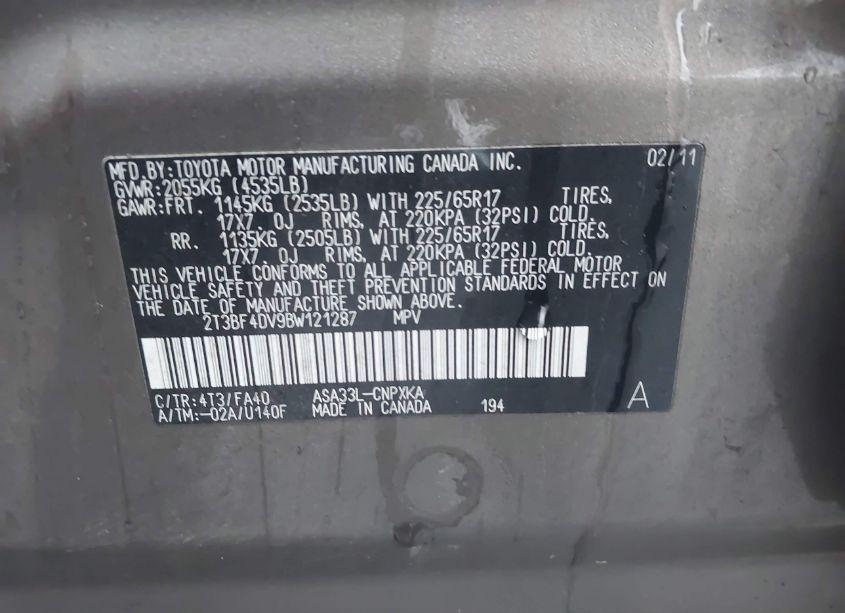 MFD.BY:TOYOTA MOTOR MANUFACTURING CANADA INC. 02/11
GVWR:2055KG (4535LB)
GAWR:FRT. 1145KG (2535LB) WITH 225/65R17 TIRES,
17X7.0J RIMS, AT 220KPA (32PSI) COLD.
RR. 1135KG (2505LB) WITH 225/65R17 TIRES,
17X7.0J RIMS, AT 220KPA (32PSI) COLD.
THIS VEHICLE CONFORMS TO ALL APPLICABLE FEDERAL MOTOR
VEHICLE SAFETY AND THEFT PREVENTION STANDARDS IN EFFECT ON
THE DATE OF MANUFACTURE SHOWN ABOVE.
2T3BF4DV9BW121287 MPV
C/TR:4T3/FA40 ASA33L-CNPXKA
A/TM:-02A/U140F MADE IN CANADA 194 A